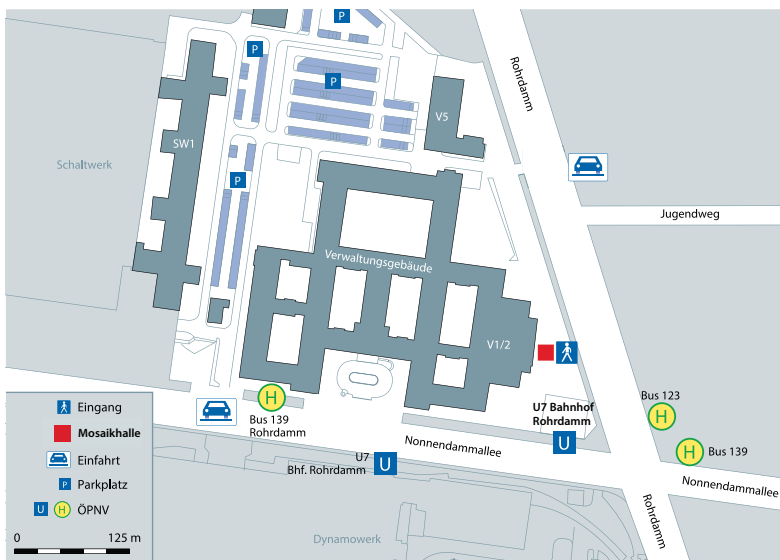 P
P
P
P
Rohrdamm
V5
SW1
Schaltwerk
Jugendweg
Verwaltungsgebäude
V1/2
H
Bus 139
Rohrdamm
U7 Bahnhof
Rohrdamm
U
Bus 123
H
H
Bus 139
Nonnendammallee
Nonnendammallee
U7
Bhf. Rohrdamm
U
Rohrdamm
Dynamowerk
Eingang
Mosaikhalle
Einfahrt
P Parkplatz
U H ÖPNV
0 125 m